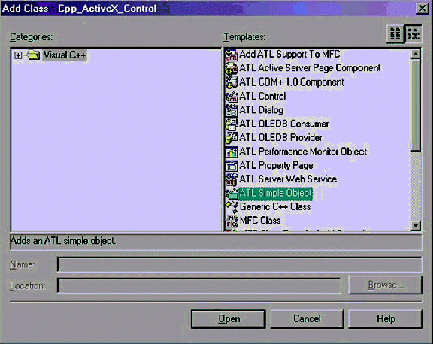 Add Class - Cpp_ActiveX_Control
Categories:
Templates:
Visual C++
Add ATL Support To MFC
ATL Active Server Page Component
ATL COM+ 1.0 Component
ATL Control
ATL Dialog
ATL OLEDB Consumer
ATL OLEDB Provider
ATL Performance Monitor Object
ATL Property Page
ATL Server Web Service
ATL Simple Object
Generic C++ Class
MFC Class
Adds an ATL simple object.
Name:
Location:
Browse...
Open
Cancel
Help